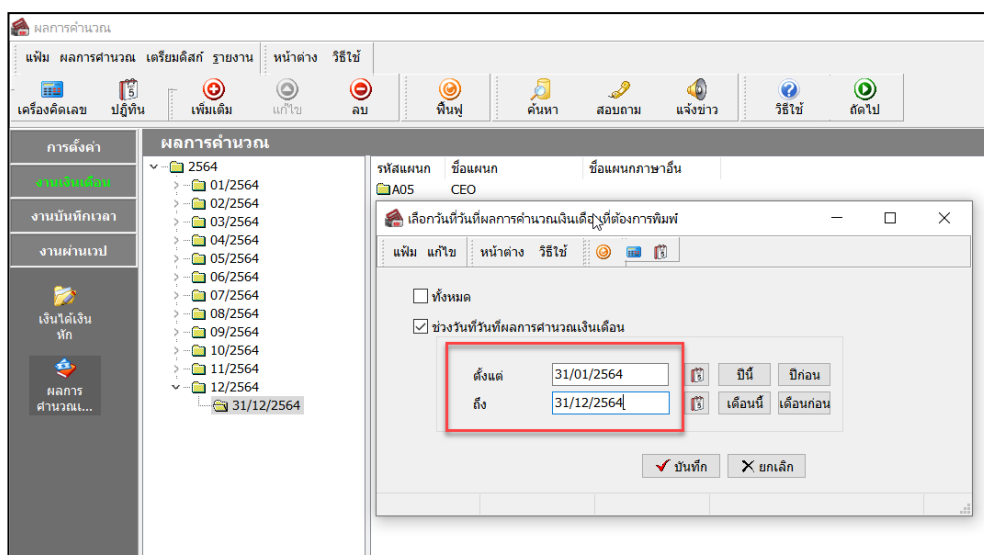 ผลการคำนวณ
แฟ้ม ผลการคำนวณ เตรียมดิสก์ รายงาน หน้าต่าง วิธีใช้
เครื่องคิดเลข ปฏิทิน เพิ่มเติม แก้ไข ลบ ฟื้นฟู ค้นหา สอบถาม แจ้งข่าว วิธีใช้ ถัดไป
การตั้งค่า
งานเงินเดือน
งานบันทึกเวลา
งานผ่านเวป
เงินได้เงิน
หัก
ผลการ
คำนวณเ...
ผลการคำนวณ
2564
01/2564
02/2564
03/2564
04/2564
05/2564
06/2564
07/2564
08/2564
09/2564
10/2564
11/2564
12/2564
31/12/2564
รหัสแผนก ชื่อแผนก ชื่อแผนกภาษาอื่น
A05 CEO
เลือกวันที่วันที่ผลการคำนวณเงินเดือนที่ต้องการพิมพ์
แฟ้ม แก้ไข หน้าต่าง วิธีใช้
ทั้งหมด
ช่วงวันที่วันที่ผลการคำนวณเงินเดือน
ตั้งแต่ 31/01/2564 ปีนี้ ปีก่อน
ถึง 31/12/2564 เดือนนี้ เดือนก่อน
บันทึก ยกเลิก